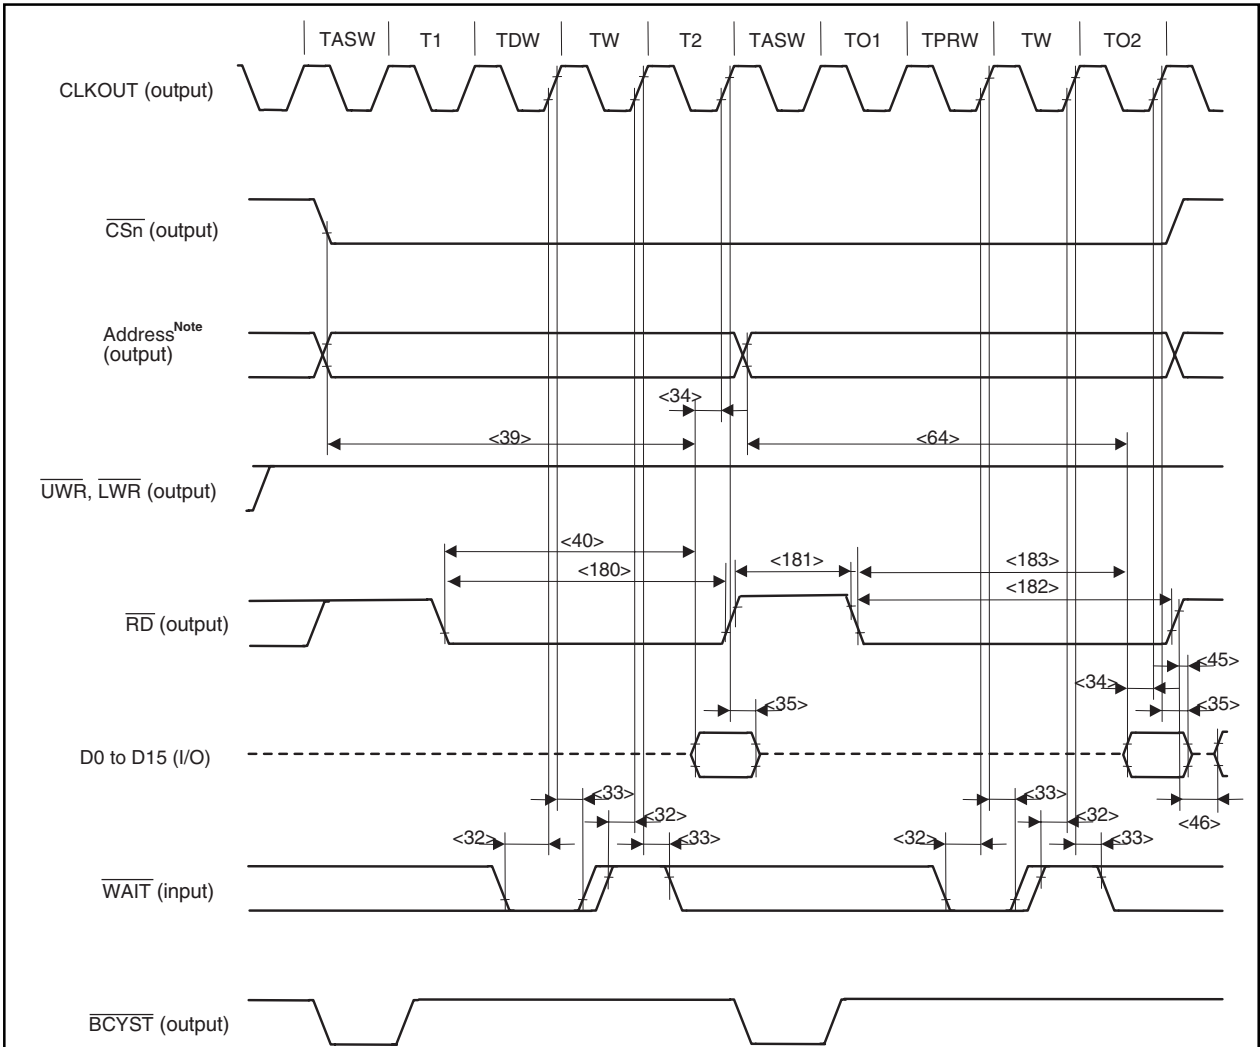 TASW T1 TDW TW T2 TASW TO1 TPRW TW TO2
CLKOUT (output)
CSn (output)
Address Note
(output)
<34>
<39> <64>
UWR, LWR (output)
<40>
<181> <183>
<180>
<182>
RD (output)
<45>
<34>
<35> <35>
D0 to D15 (I/O)
<33> <33>
<32> <32> <46>
<32> <33> <32> <33>
WAIT (input)
BCYST (output)